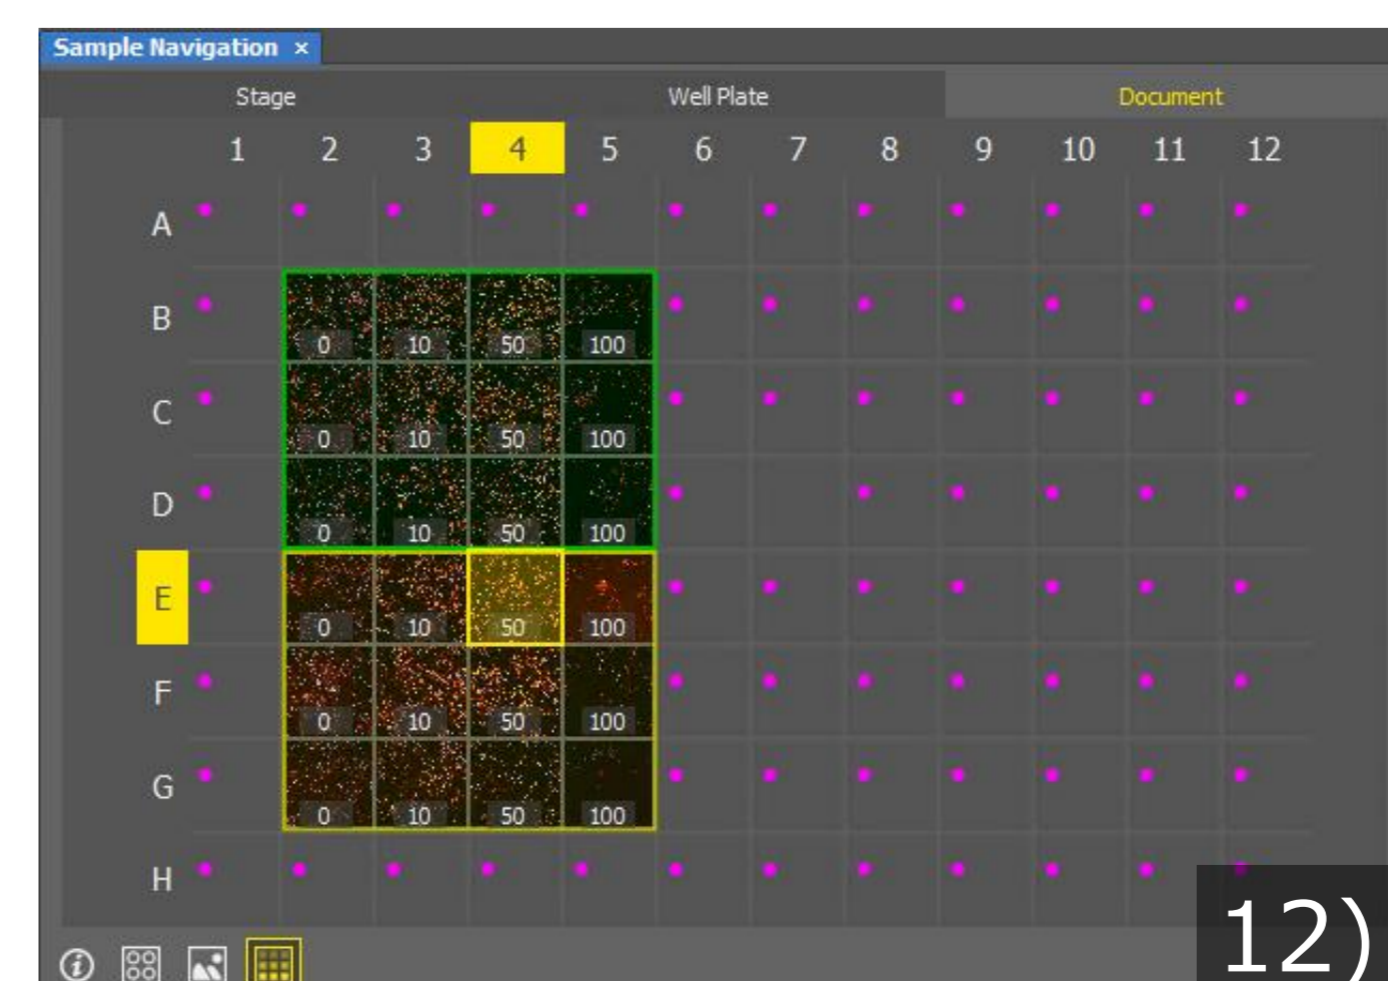 Sample Navigation ×
Stage Well Plate Document
1 2 3 4 5 6 7 8 9 10 11 12
A
B 0 10 50 100
C 0 10 50 100
D 0 10 50 100
E 0 10 50 100
F 0 10 50 100
G 0 10 50 100
H
12)